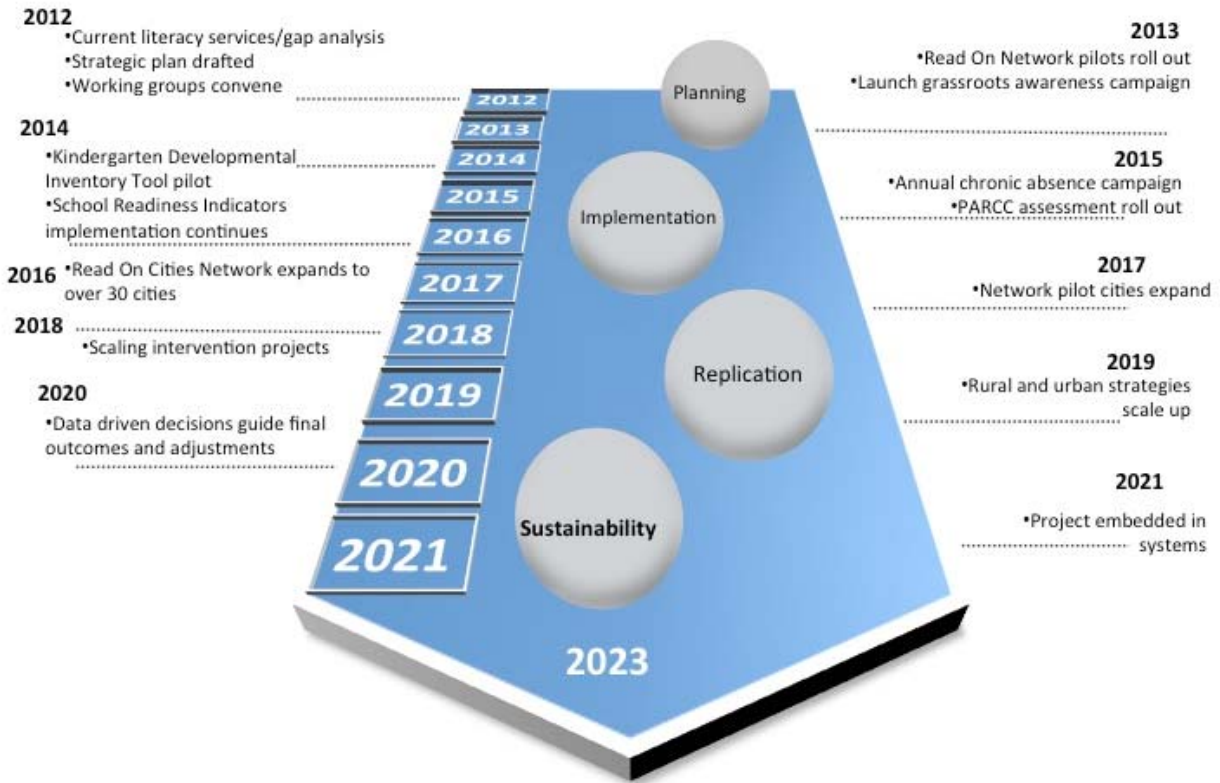 2012
•Current literacy services/gap analysis
•Strategic plan drafted
•Working groups convene
2014
•Kindergarten Developmental
Inventory Tool pilot
•School Readiness Indicators
implementation continues
2016 •Read On Cities Network expands to
over 30 cities
2018
•Scaling intervention projects
2020
•Data driven decisions guide final
outcomes and adjustments
2012
2013
2014
2015
2016
2017
2018
2019
2020
2021
Planning
Implementation
Replication
Sustainability
2023
2013
•Read On Network pilots roll out
•Launch grassroots awareness campaign
2015
•Annual chronic absence campaign
•PARCC assessment roll out
2017
•Network pilot cities expand
2019
•Rural and urban strategies
scale up
2021
•Project embedded in
systems